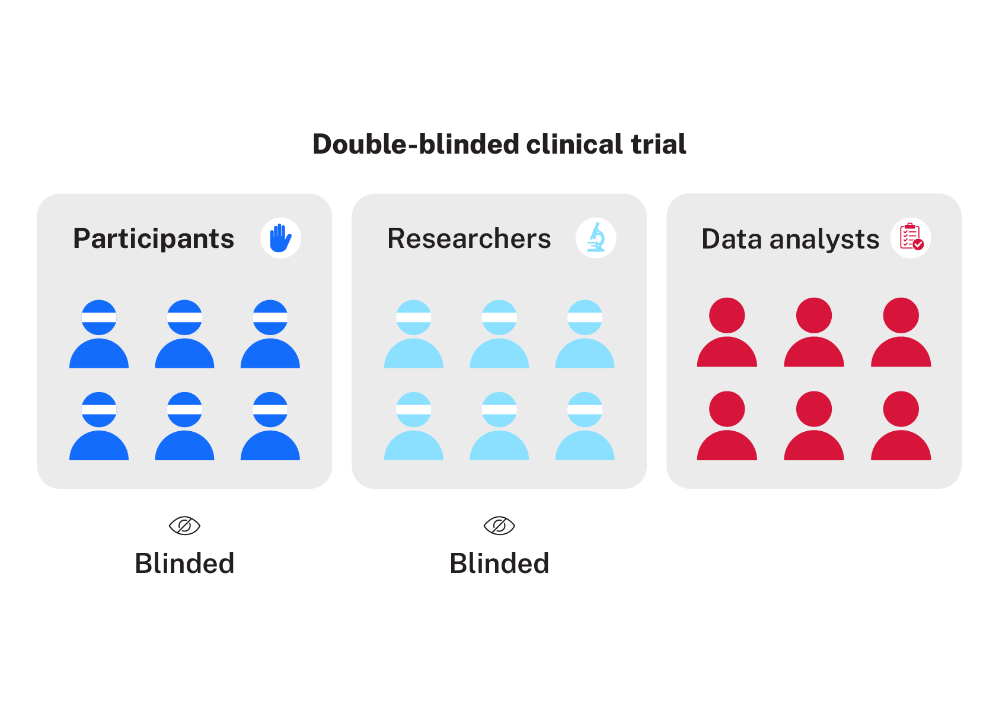 Double-blinded clinical trial
Participants
Researchers
Data analysts
Blinded
Blinded